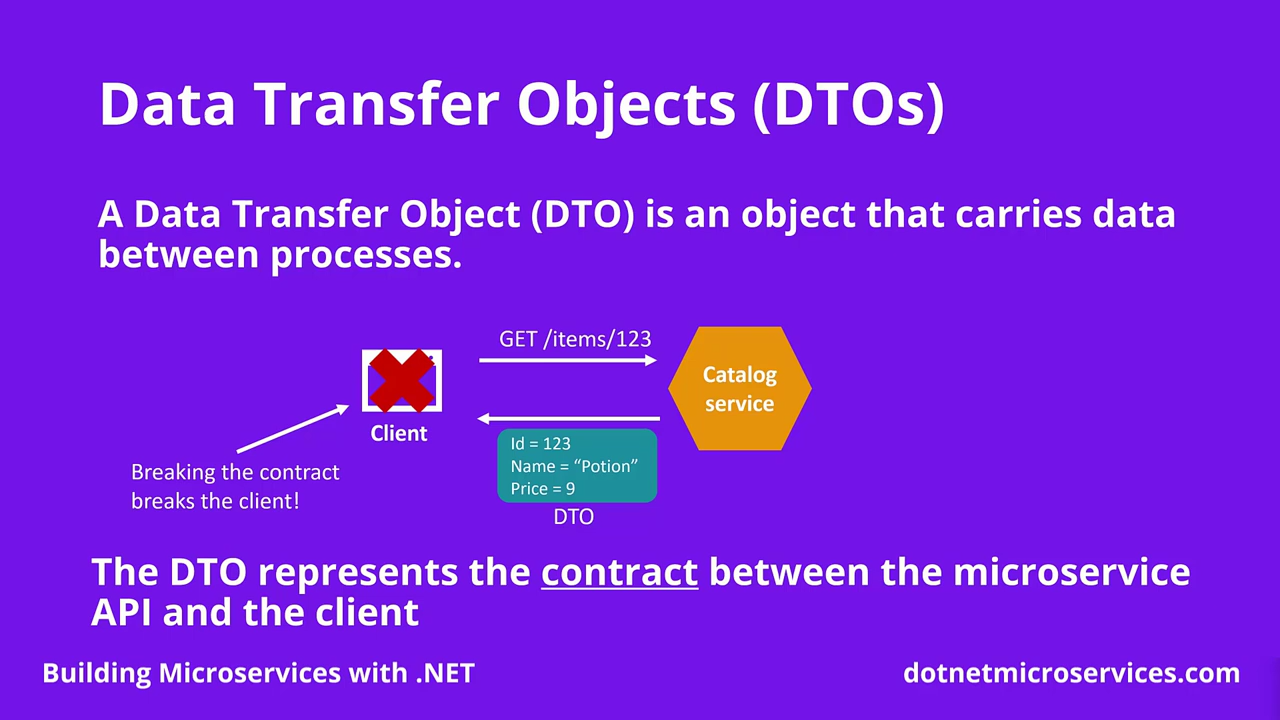 Data Transfer Objects (DTOs)
A Data Transfer Object (DTO) is an object that carries data
between processes.
GET /items/123
Catalog
service
Client
Id = 123
Name = “Potion”
Price = 9
DTO
Breaking the contract
breaks the client!
The DTO represents the contract between the microservice
API and the client
Building Microservices with .NET
dotnetmicroservices.com